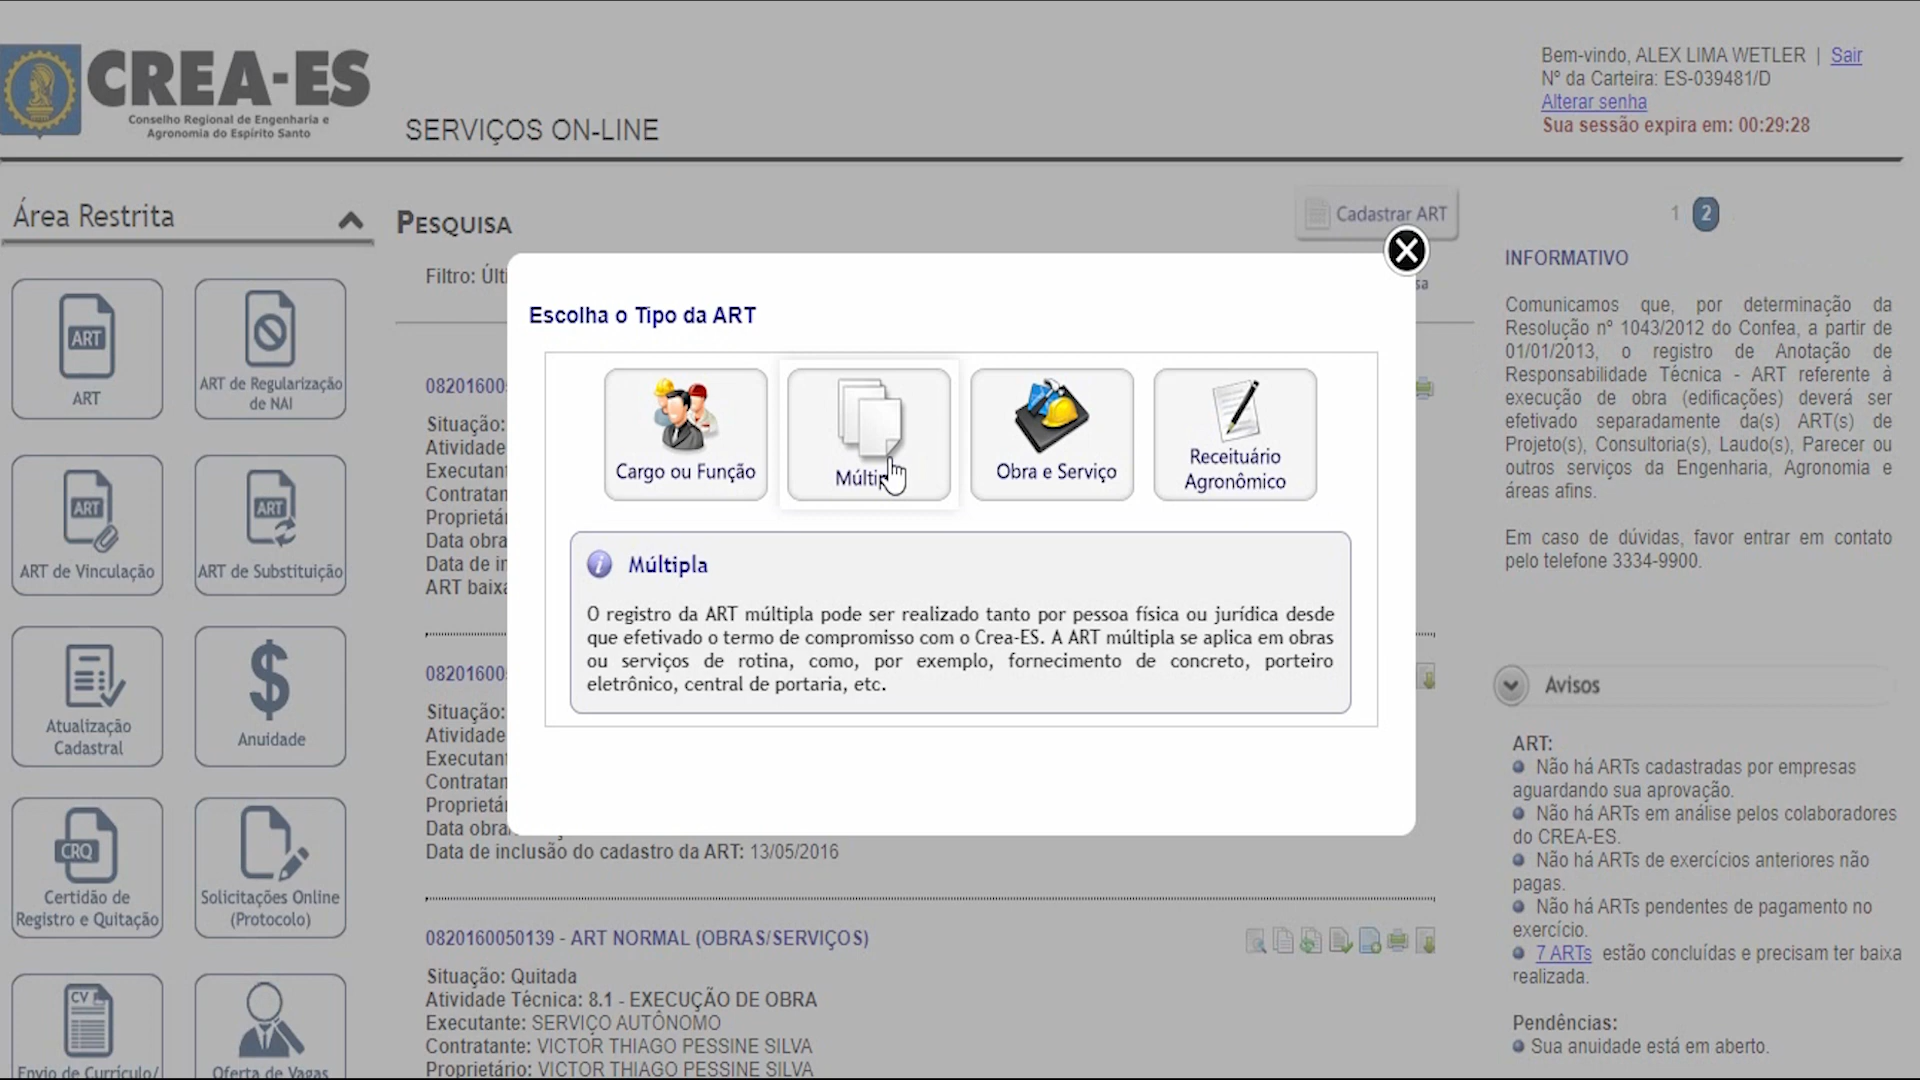 CREA-ES
Conselho Regional de Engenharia e
Agronomia do Espírito Santo
SERVIÇOS ON-LINE
Bem-vindo, ALEX LIMA WETLER | Sair
Nº da Carteira: ES-039481/D
Alterar senha
Sua sessão expira em: 00:29:28
Área Restrita
ART
ART
ART de Regularização
de NAI
ART
ART de Vinculação
ART
ART de Substituição
Atualização
Cadastral
$
Anuidade
CRQ
Certidão de
Registro e Quitação
Solicitações Online
(Protocolo)
CV
Envio de Currículo/
Oferta de Vagas
PESQUISA
Cadastrar ART
Filtro:
Escolha o Tipo da ART
Cargo ou Função
Obra e Serviço
Receituário
Agronômico
i Múltipla
O registro da ART múltipla pode ser realizado tanto por pessoa física ou jurídica desde
que efetivado o termo de compromisso com o Crea-ES. A ART múltipla se aplica em obras
ou serviços de rotina, como, por exemplo, fornecimento de concreto, porteiro
eletrônico, central de portaria, etc.
Situação:
Atividade
Data obra
Situação:
Atividade
Data obra
Data de inclusão do cadastro da ART: 13/05/2016
0820160050139 - ART NORMAL (OBRAS/SERVIÇOS)
Situação: Quitada
Atividade Técnica: 8.1 - EXECUÇÃO DE OBRA
Executante: SERVIÇO AUTÔNOMO
Contratante: VICTOR THIAGO PESSINE SILVA
Proprietário: VICTOR THIAGO PESSINE SILVA
1 2
INFORMATIVO
Comunicamos que, por determinação da
Resolução nº 1043/2012 do Confea, a partir de
01/01/2013, o registro de Anotação de
Responsabilidade Técnica - ART referente à
execução de obra (edificações) deverá ser
efetivado separadamente da(s) ART(s) de
Projeto(s), Consultoria(s), Laudo(s), Parecer ou
outros serviços da Engenharia, Agronomia e
áreas afins.
Em caso de dúvidas, favor entrar em contato
pelo telefone 3334-9900.
Avisos
ART:
Não há ARTs cadastradas por empresas
aguardando sua aprovação.
Não há ARTs em análise pelos colaboradores
do CREA-ES.
Não há ARTs de exercícios anteriores não
pagas.
Não há ARTs pendentes de pagamento no
exercício.
7 ARTs estão concluídas e precisam ter baixa
realizada.
Pendências:
Sua anuidade está em aberto.